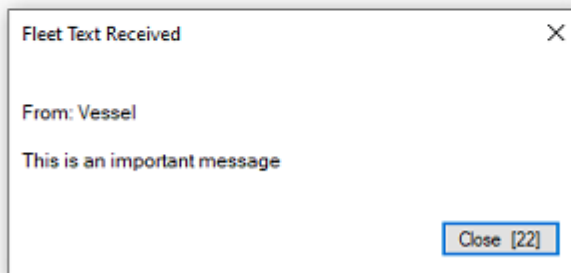 Fleet Text Received
From: Vessel
This is an important message
Close [22]